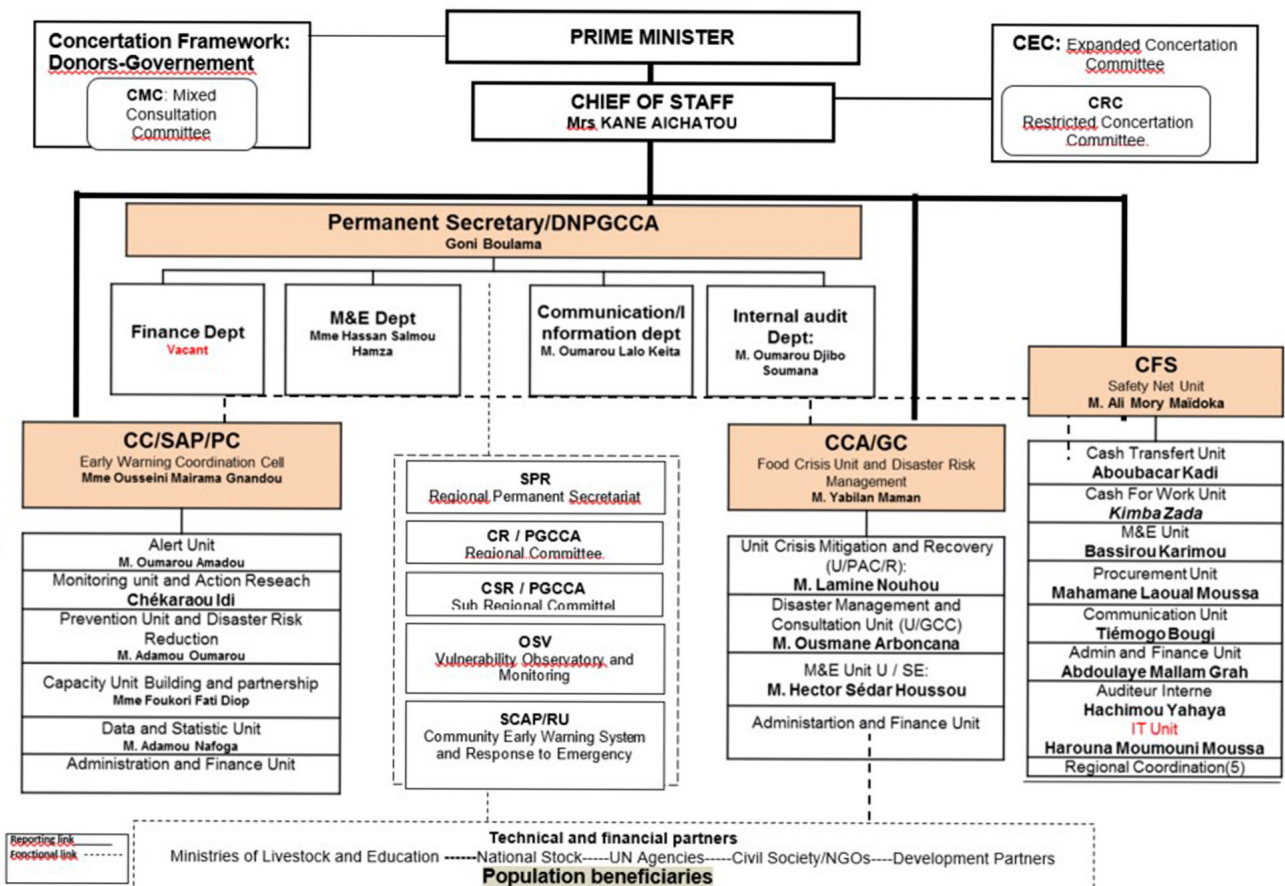 Concertation Framework:
Donors-Governement
CMC: Mixed
Consultation
Committee
PRIME MINISTER
CHIEF OF STAFF
Mrs KANE AICHATOU
CEC: Expanded Concertation
Committee
CRC
Restricted Concertation
Committee.
Permanent Secretary/DNPGCCA
Goni Boulama
Finance Dept
Vacant
M&E Dept
Mme Hassan Salmou
Hamza
Communication/I
nformation dept
M. Oumarou Lalo Keita
Internal audit
Dept:
M. Oumarou Djibo
Soumana
CFS
Safety Net Unit
M. Ali Mory Maïdoka
Cash Transfert Unit
Aboubacar Kadi
Cash For Work Unit
Kimba Zada
M&E Unit
Bassirou Karimou
Procurement Unit
Mahamane Laoual Moussa
Communication Unit
Tiémogo Bougi
Admin and Finance Unit
Abdoulaye Mallam Grah
Auditeur Interne
Hachimou Yahaya
IT Unit
Harouna Moumouni Moussa
Regional Coordination(5)
CC/SAP/PC
Early Warning Coordination Cell
Mme Ousseini Mairama Gnandou
Alert Unit
M. Oumarou Amadou
Monitoring unit and Action Reseach
Chékaraou Idi
Prevention Unit and Disaster Risk
Reduction
M. Adamou Oumarou
Capacity Unit Building and partnership
Mme Foukori Fati Diop
Data and Statistic Unit
M. Adamou Nafoga
Administration and Finance Unit
SPR
Regional Permanent Secretariat
CR / PGCCA
Regional Committee
CSR / PGCCA
Sub Regional Committel
OSV
Vulnerability Observatory and
Monitoring
SCAP/RU
Community Early Warning System
and Response to Emergency
CCA/GC
Food Crisis Unit and Disaster Risk
Management
M. Yabilan Maman
Unit Crisis Mitigation and Recovery
(U/PAC/R):
M. Lamine Nouhou
Disaster Management and
Consultation Unit (U/GCC)
M. Ousmane Arboncana
M&E Unit U / SE:
M. Hector Sédar Houssou
Administartion and Finance Unit
Reporting link
Fonctional link
Technical and financial partners
Ministries of Livestock and Education ------National Stock-----UN Agencies-----Civil Society/NGOs----Development Partners
Population beneficiaries